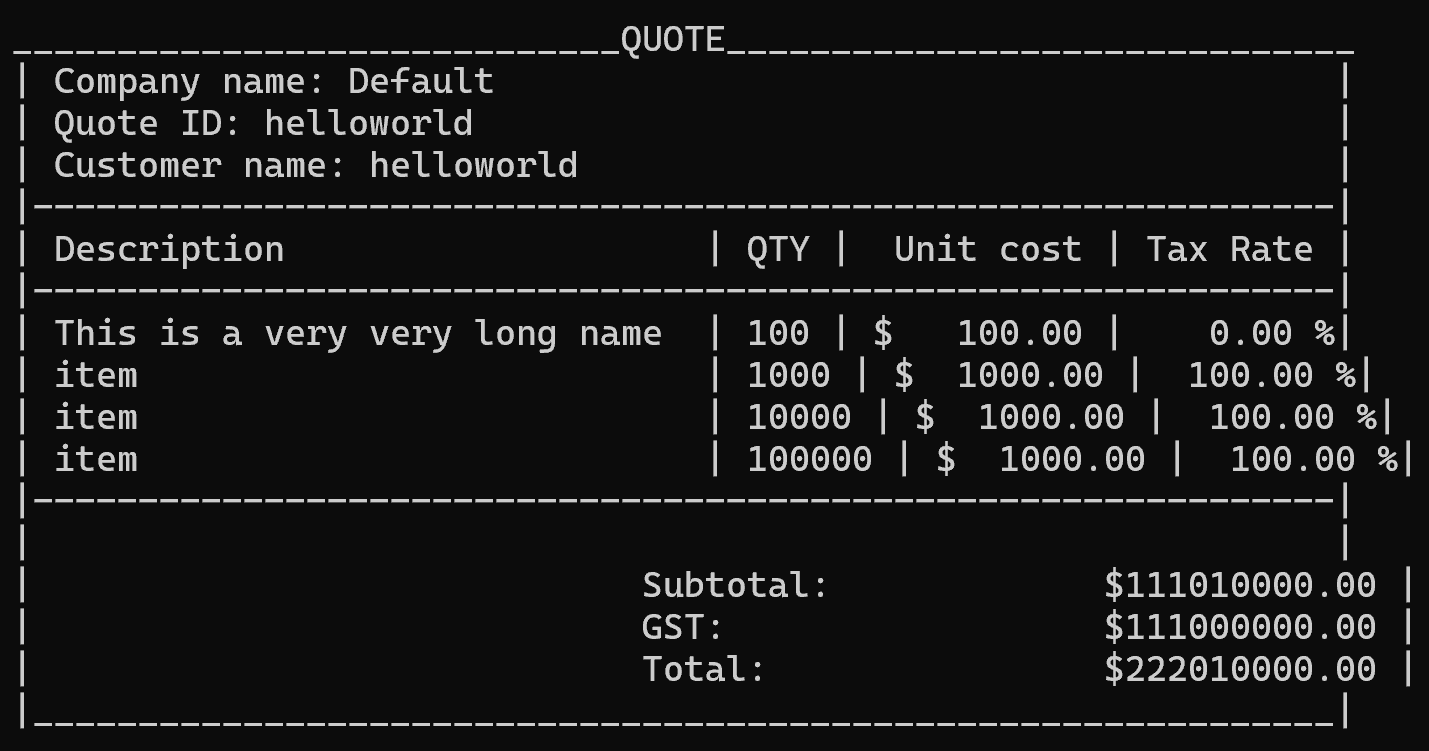 _____________________________QUOTE______________________________
| Company name: Default                                         |
| Quote ID: helloworld                                          |
| Customer name: helloworld                                     |
|--------------------------------------------------------------|
| Description                     | QTY |  Unit cost | Tax Rate |
|--------------------------------------------------------------|
| This is a very very long name  | 100 | $   100.00 |    0.00 %|
| item                           | 1000 | $  1000.00 |  100.00 %|
| item                           | 10000 | $  1000.00 |  100.00 %|
| item                           | 100000 | $  1000.00 |  100.00 %|
|--------------------------------------------------------------|
|                                                              |
|                             Subtotal:             $111010000.00 |
|                             GST:                  $111000000.00 |
|                             Total:                $222010000.00 |
|______________________________________________________________|